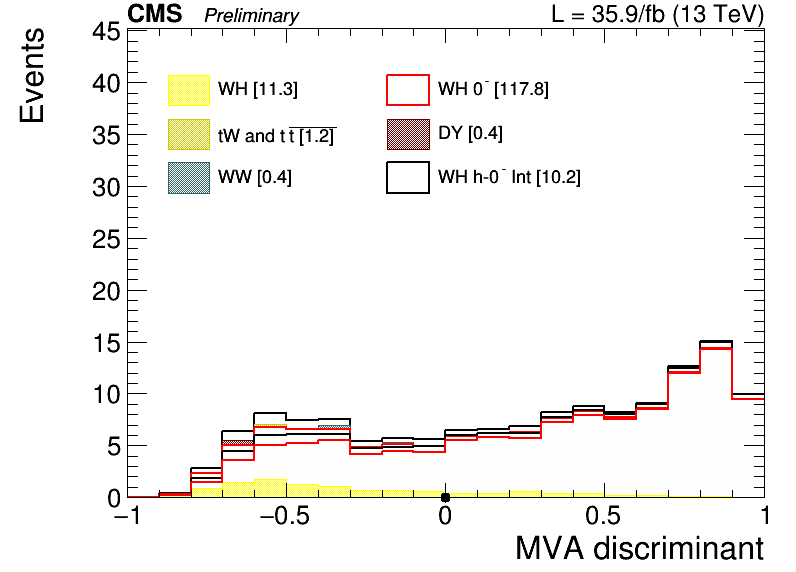 CMS Preliminary L = 35.9/fb (13 TeV)
Events
45
40
35
30
25
20
15
10
5
0
WH [11.3]
WH 0⁻ [117.8]
tW and t t̅ [1.2]
DY [0.4]
WW [0.4]
WH h-0⁻ Int [10.2]
−1 −0.5 0 0.5 1
MVA discriminant